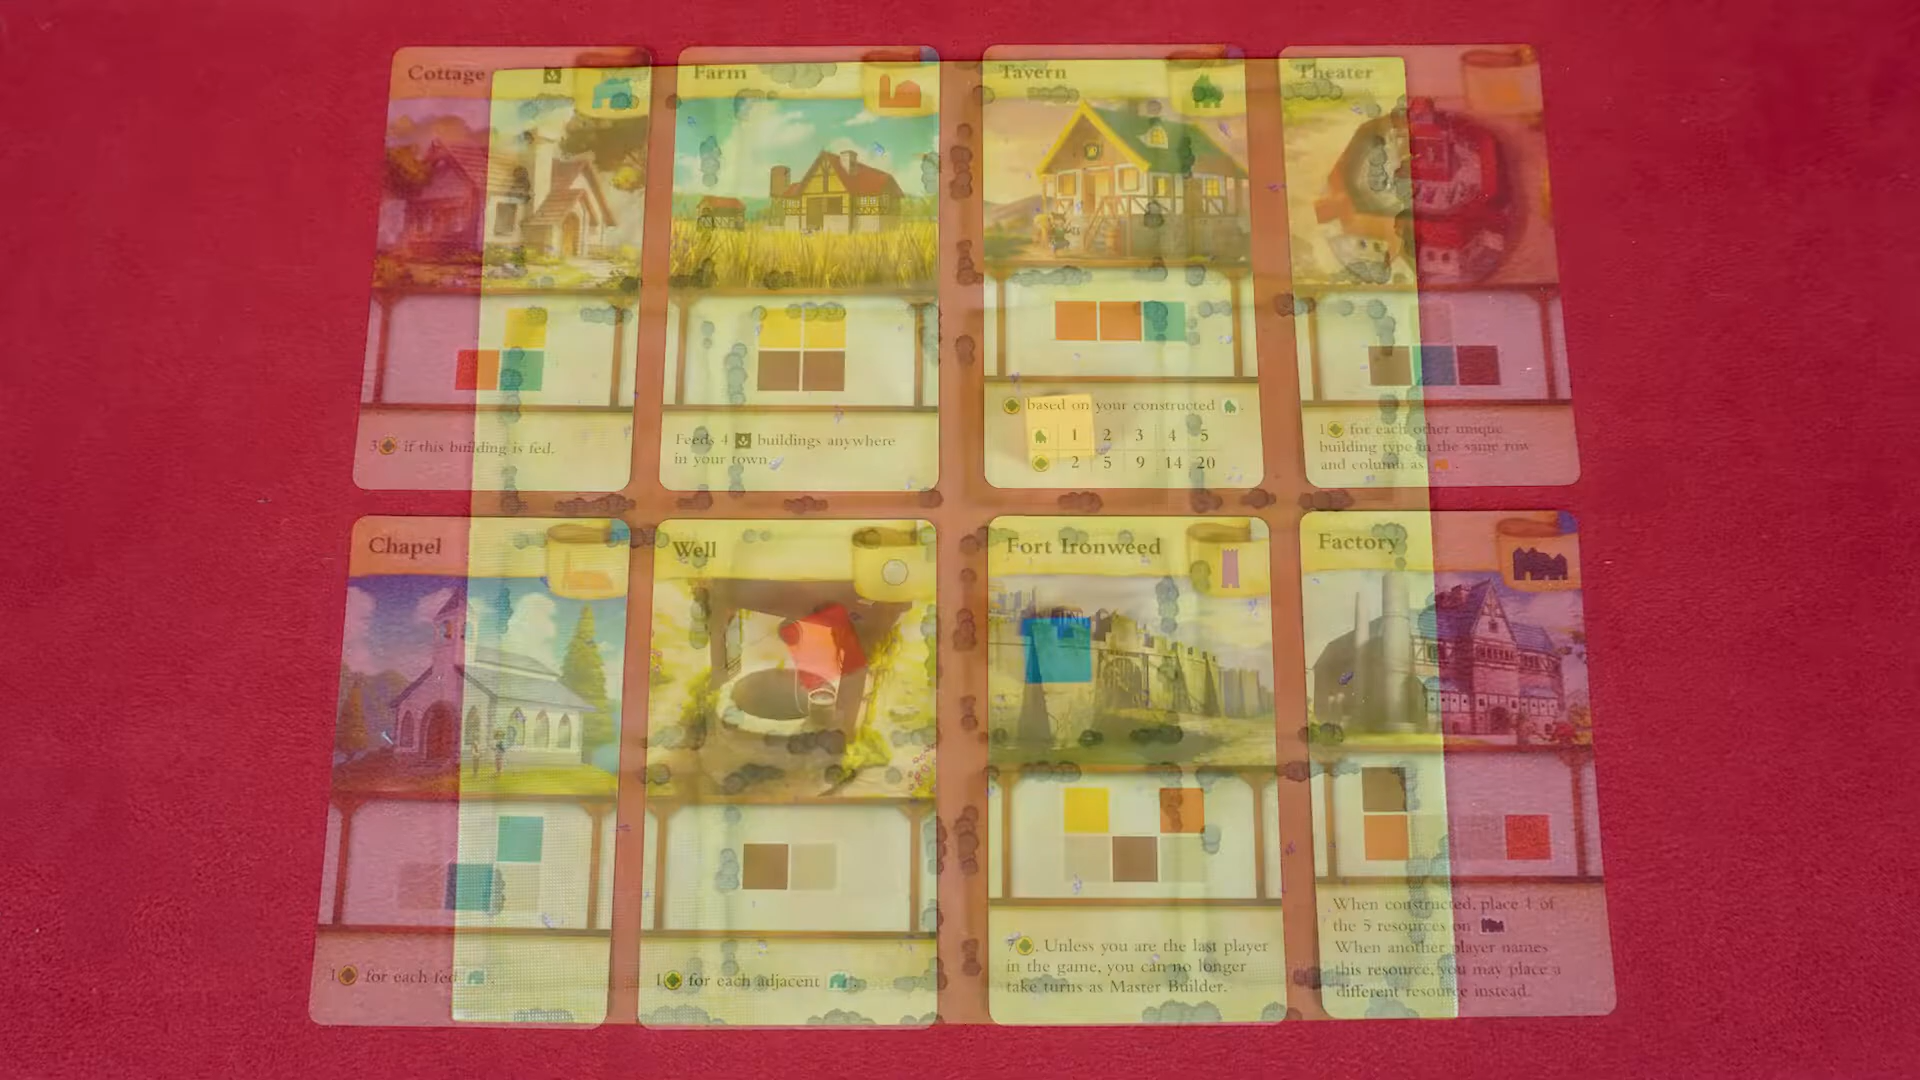 Cottage
3 if this building is fed.
Farm
Feeds 4 buildings anywhere
in your town.
Tavern
based on your constructed .
1 2 3 4 5
2 5 9 14 20
Theater
1 for each other unique
building type in the same row
and column as .
Chapel
1 for each fed .
Well
1 for each adjacent .
Fort Ironweed
7 . Unless you are the last player
in the game, you can no longer
take turns as Master Builder.
Factory
When constructed, place 1 of
the 5 resources on .
When another player names
this resource, you may place a
different resource instead.